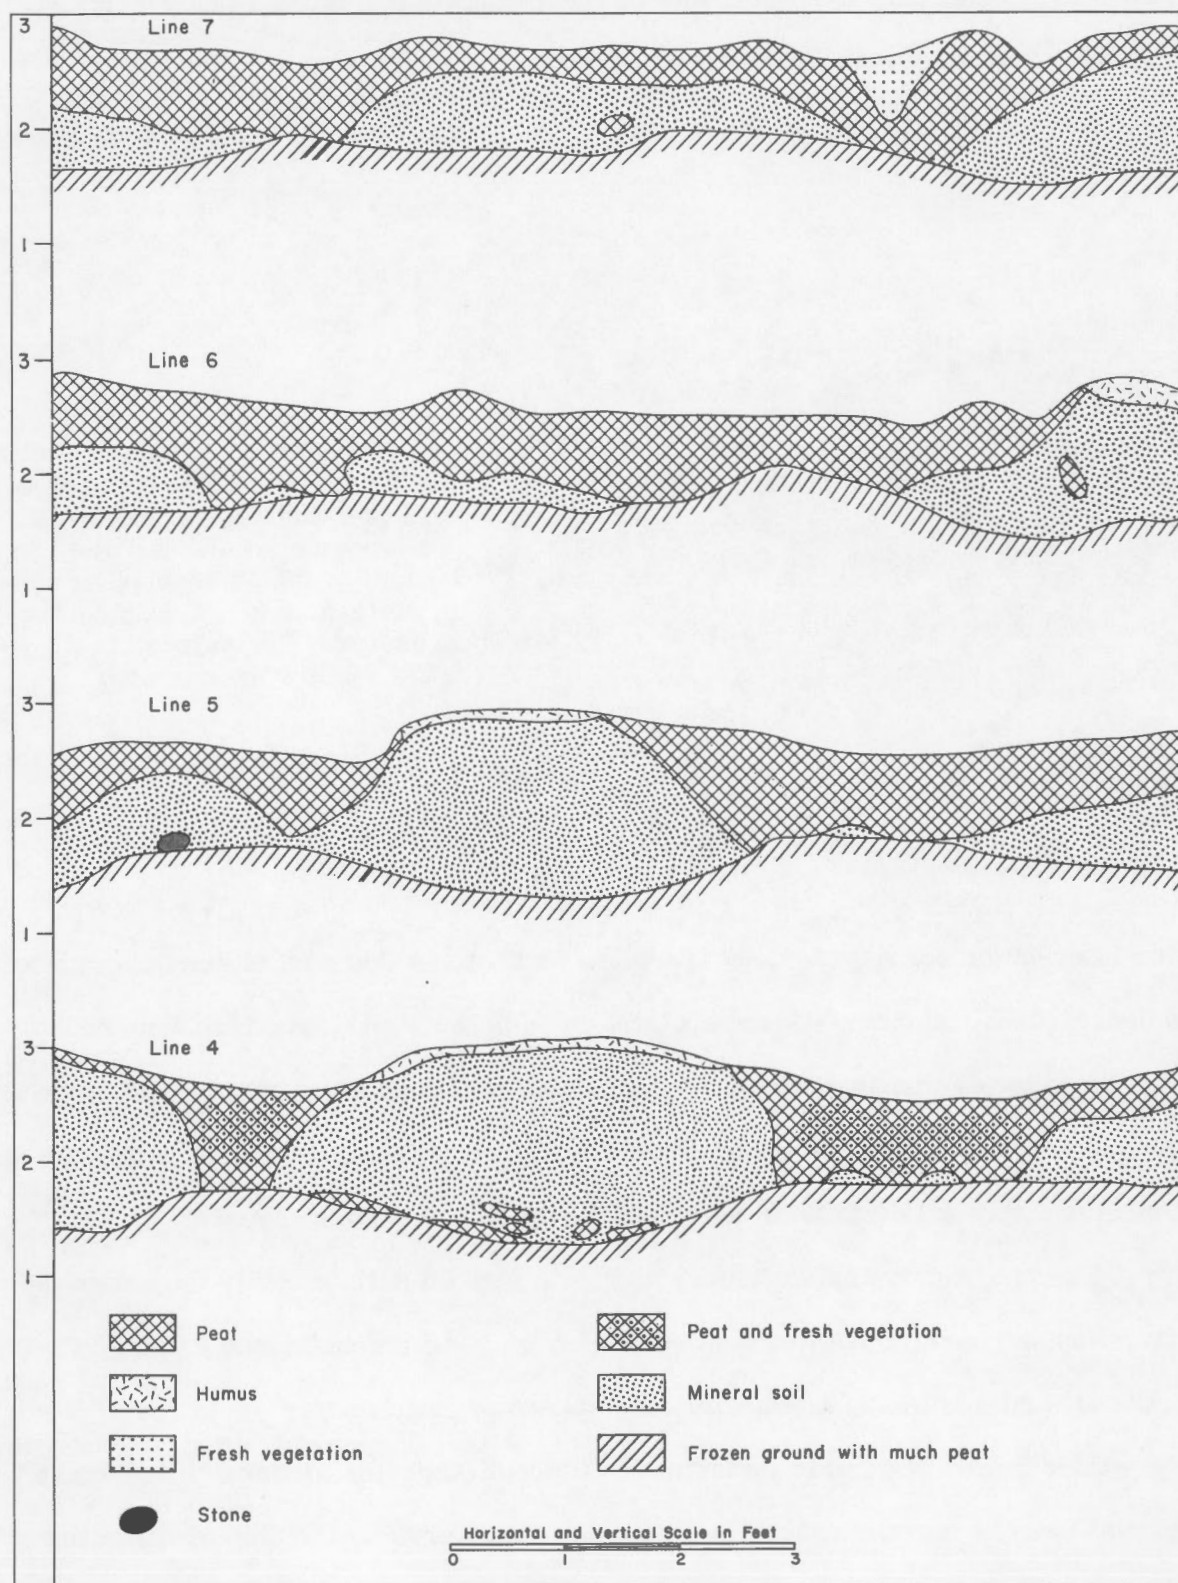 3
Line 7
2
1
3
Line 6
2
1
3
Line 5
2
1
3
Line 4
2
1
Peat
Peat and fresh vegetation
Humus
Mineral soil
Fresh vegetation
Frozen ground with much peat
Stone
Horizontal and Vertical Scale in Feet
0 1 2 3